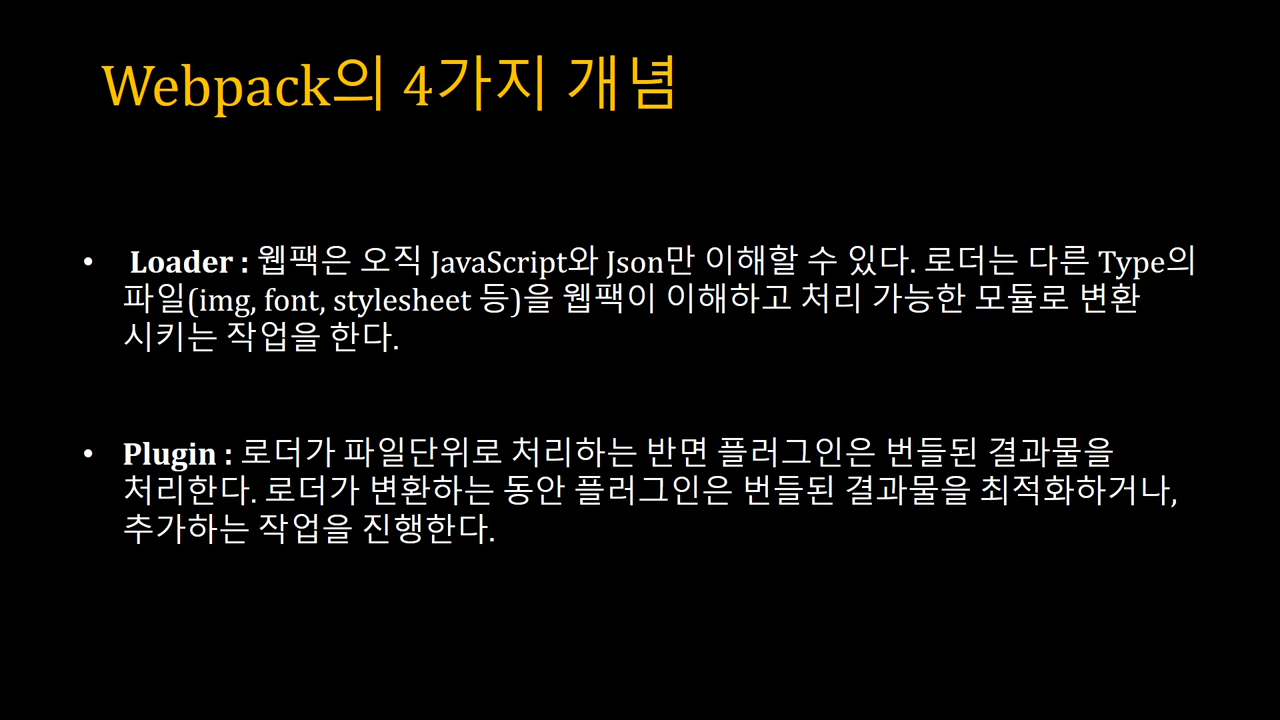 Webpack의 4가지 개념
• Loader : 웹팩은 오직 JavaScript와 Json만 이해할 수 있다. 로더는 다른 Type의
파일(img, font, stylesheet 등)을 웹팩이 이해하고 처리 가능한 모듈로 변환
시키는 작업을 한다.
• Plugin : 로더가 파일단위로 처리하는 반면 플러그인은 번들된 결과물을
처리한다. 로더가 변환하는 동안 플러그인은 번들된 결과물을 최적화하거나,
추가하는 작업을 진행한다.